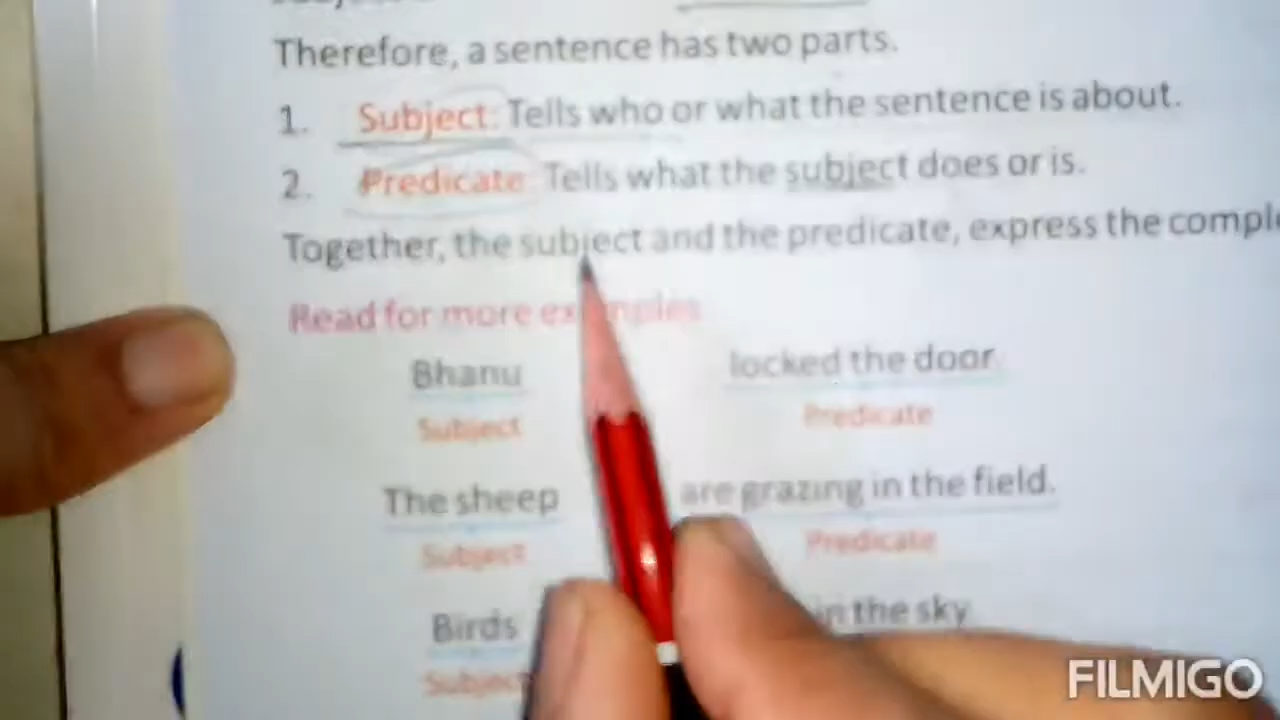 Therefore, a sentence has two parts.
1. Subject: Tells who or what the sentence is about.
2. Predicate: Tells what the subject does or is.
Together, the subject and the predicate, express the comple
Read for more examples
Bhanu locked the door.
Subject Predicate
The sheep are grazing in the field.
Subject Predicate
Birds in the sky
Subject
FILMIGO